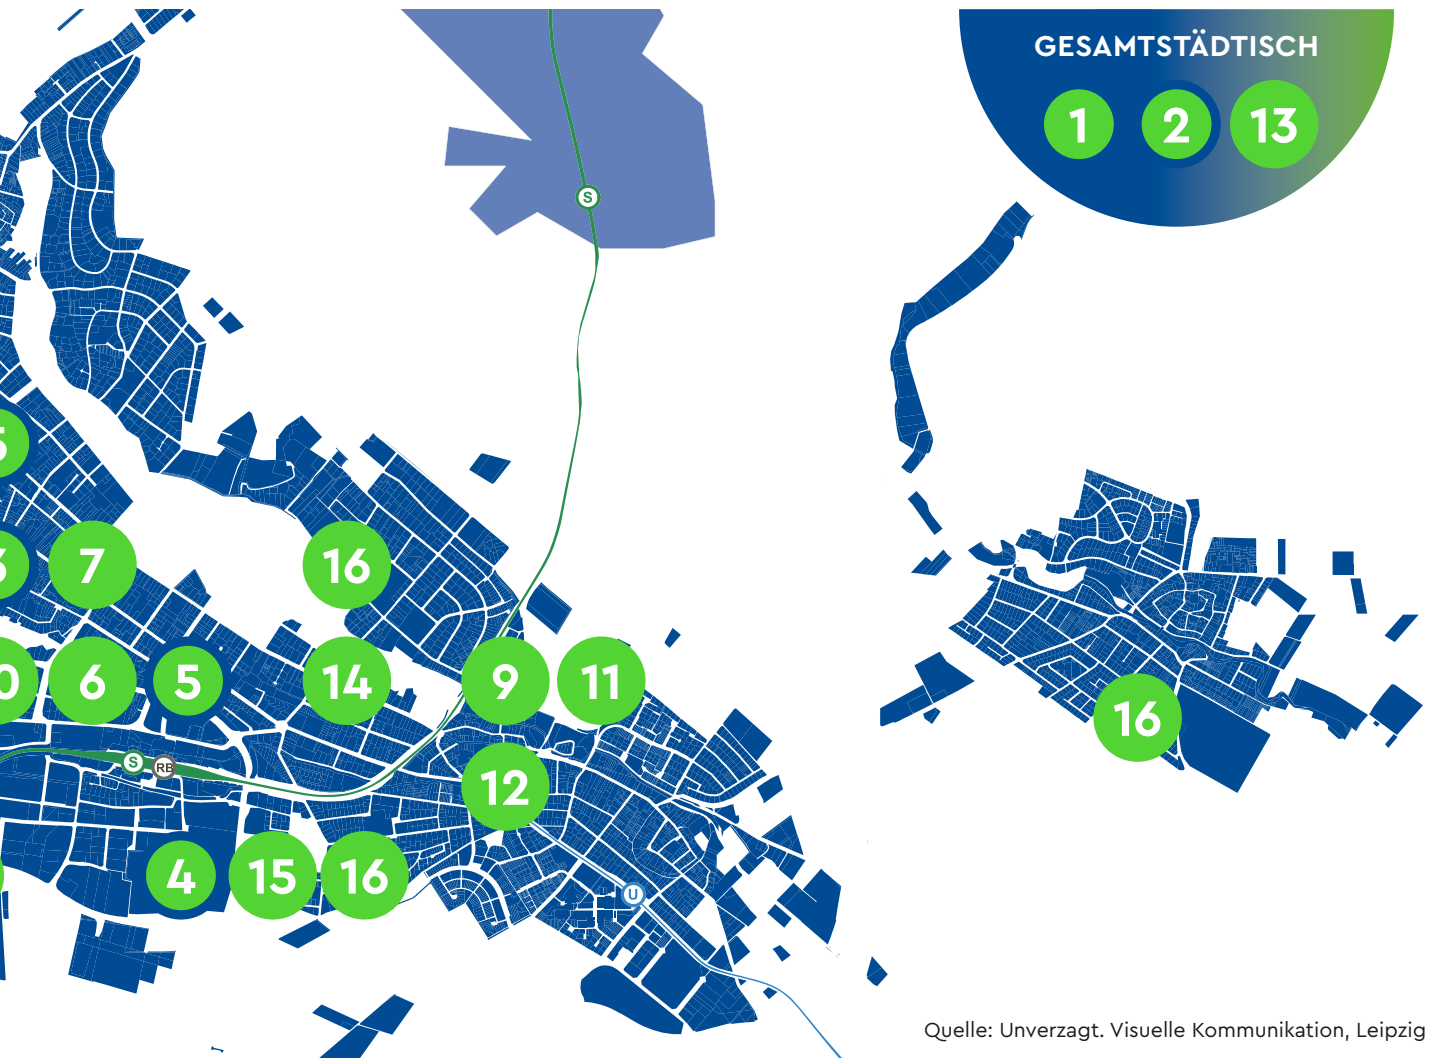 GESAMTSTÄDTISCH
1 2 13
S
7 16
6 5 14 9 11
16
S RB
12
4 15 16
U
Quelle: Unverzagt. Visuelle Kommunikation, Leipzig